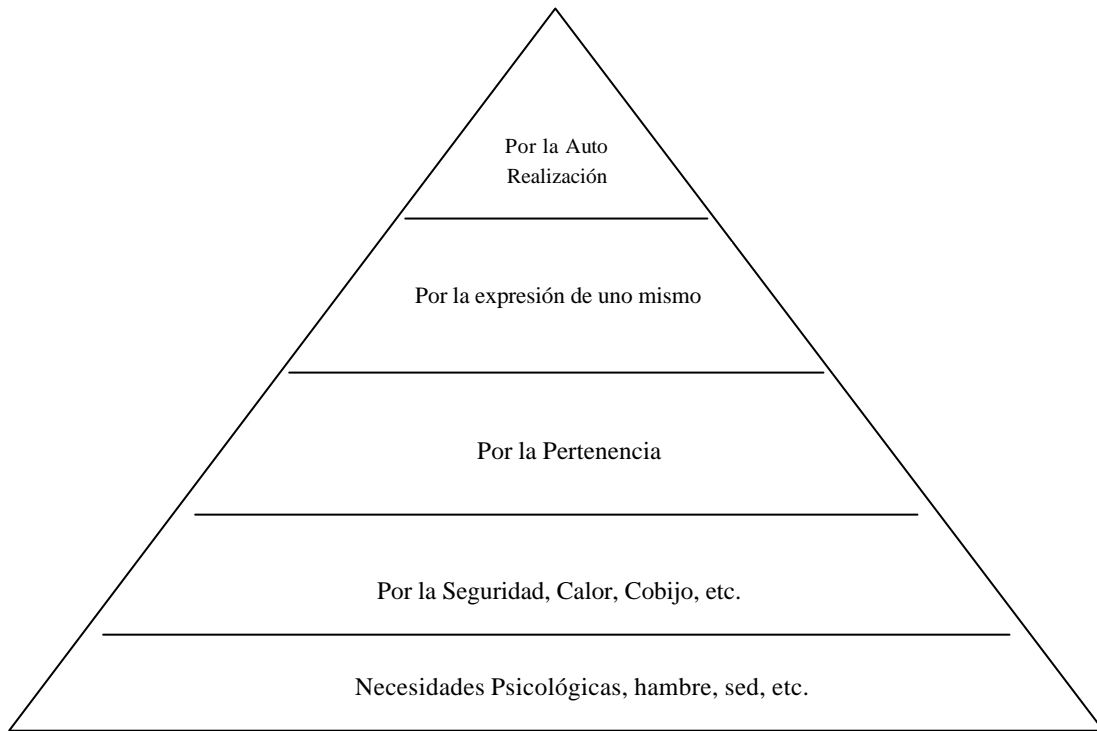 Por la Auto
Realización
Por la expresión de uno mismo
Por la Pertenencia
Por la Seguridad, Calor, Cobijo, etc.
Necesidades Psicológicas, hambre, sed, etc.